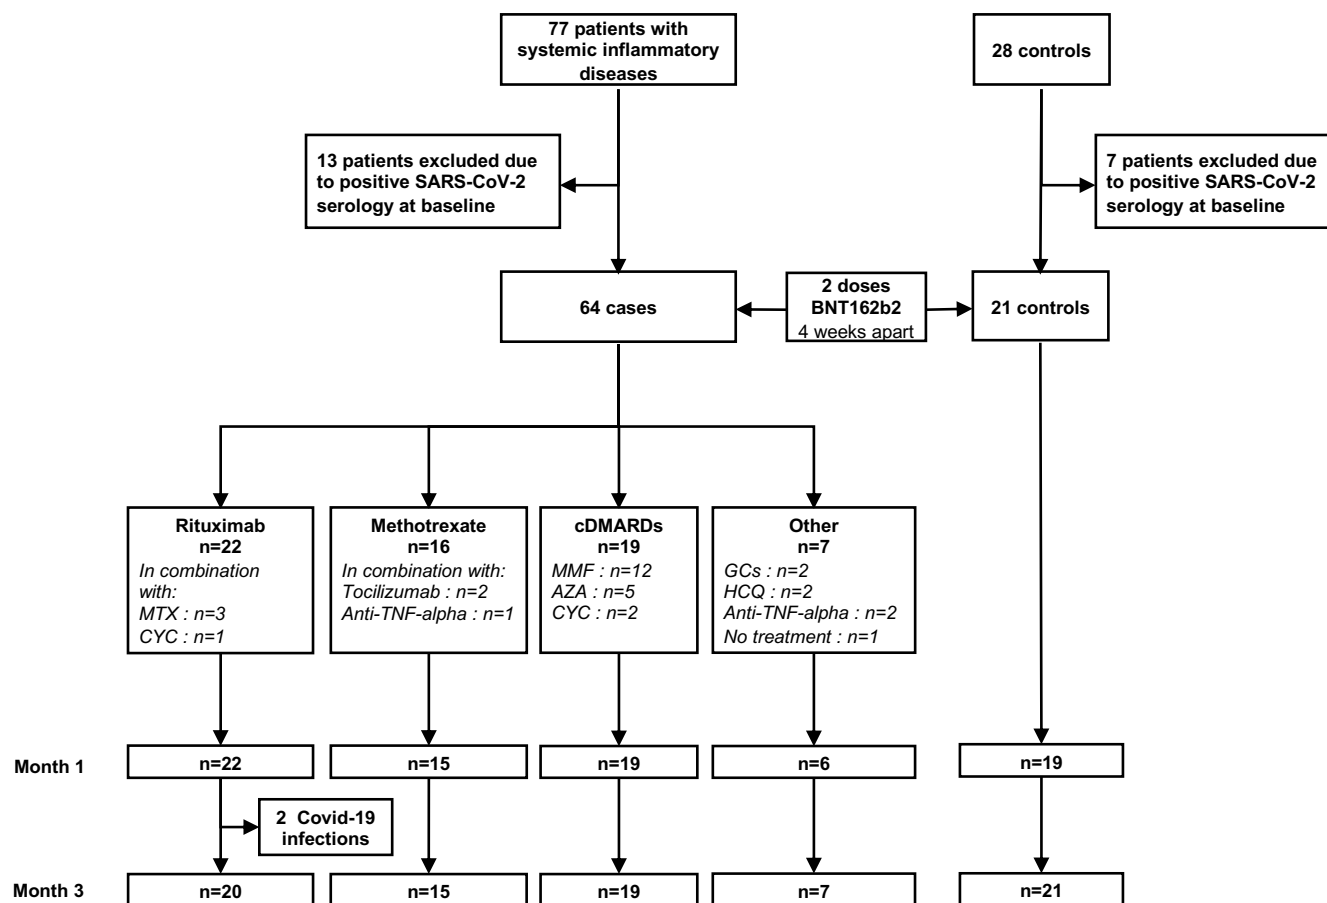 77 patients with
systemic inflammatory
diseases
28 controls
13 patients excluded due
to positive SARS-CoV-2
serology at baseline
7 patients excluded due
to positive SARS-CoV-2
serology at baseline
64 cases
2 doses
BNT162b2
4 weeks apart
21 controls
Rituximab
n=22
In combination
with:
MTX : n=3
CYC : n=1
Methotrexate
n=16
In combination with:
Tocilizumab : n=2
Anti-TNF-alpha : n=1
cDMARDs
n=19
MMF : n=12
AZA : n=5
CYC : n=2
Other
n=7
GCs : n=2
HCQ : n=2
Anti-TNF-alpha : n=2
No treatment : n=1
Month 1
n=22
n=15
n=19
n=6
n=19
2 Covid-19
infections
Month 3
n=20
n=15
n=19
n=7
n=21